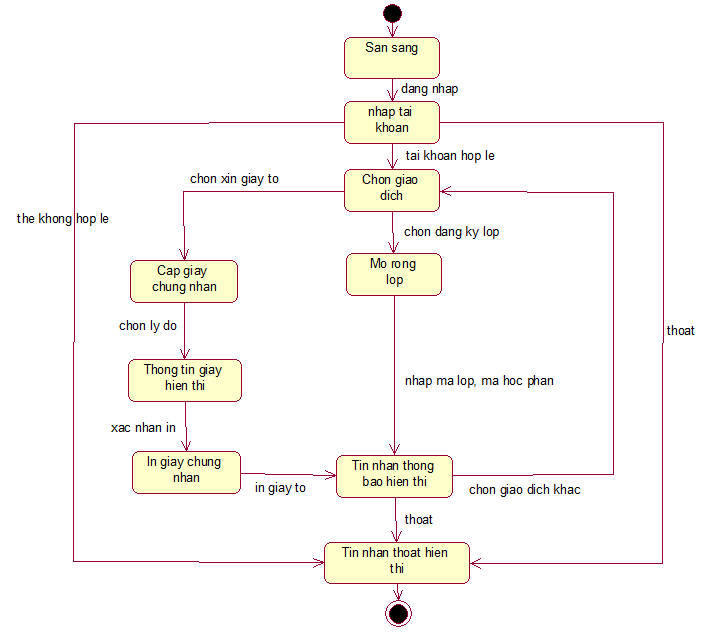 San sang
dang nhap
nhap tai
khoan
tai khoan hop le
chon xin giay to
Chon giao
dich
the khong hop le
chon dang ky lop
Cap giay
chung nhan
Mo rong
lop
chon ly do
thoat
Thong tin giay
hien thi
nhap ma lop, ma hoc phan
xac nhan in
In giay chung
nhan
Tin nhan thong
bao hien thi
in giay to
chon giao dich khac
thoat
Tin nhan thoat hien
thi